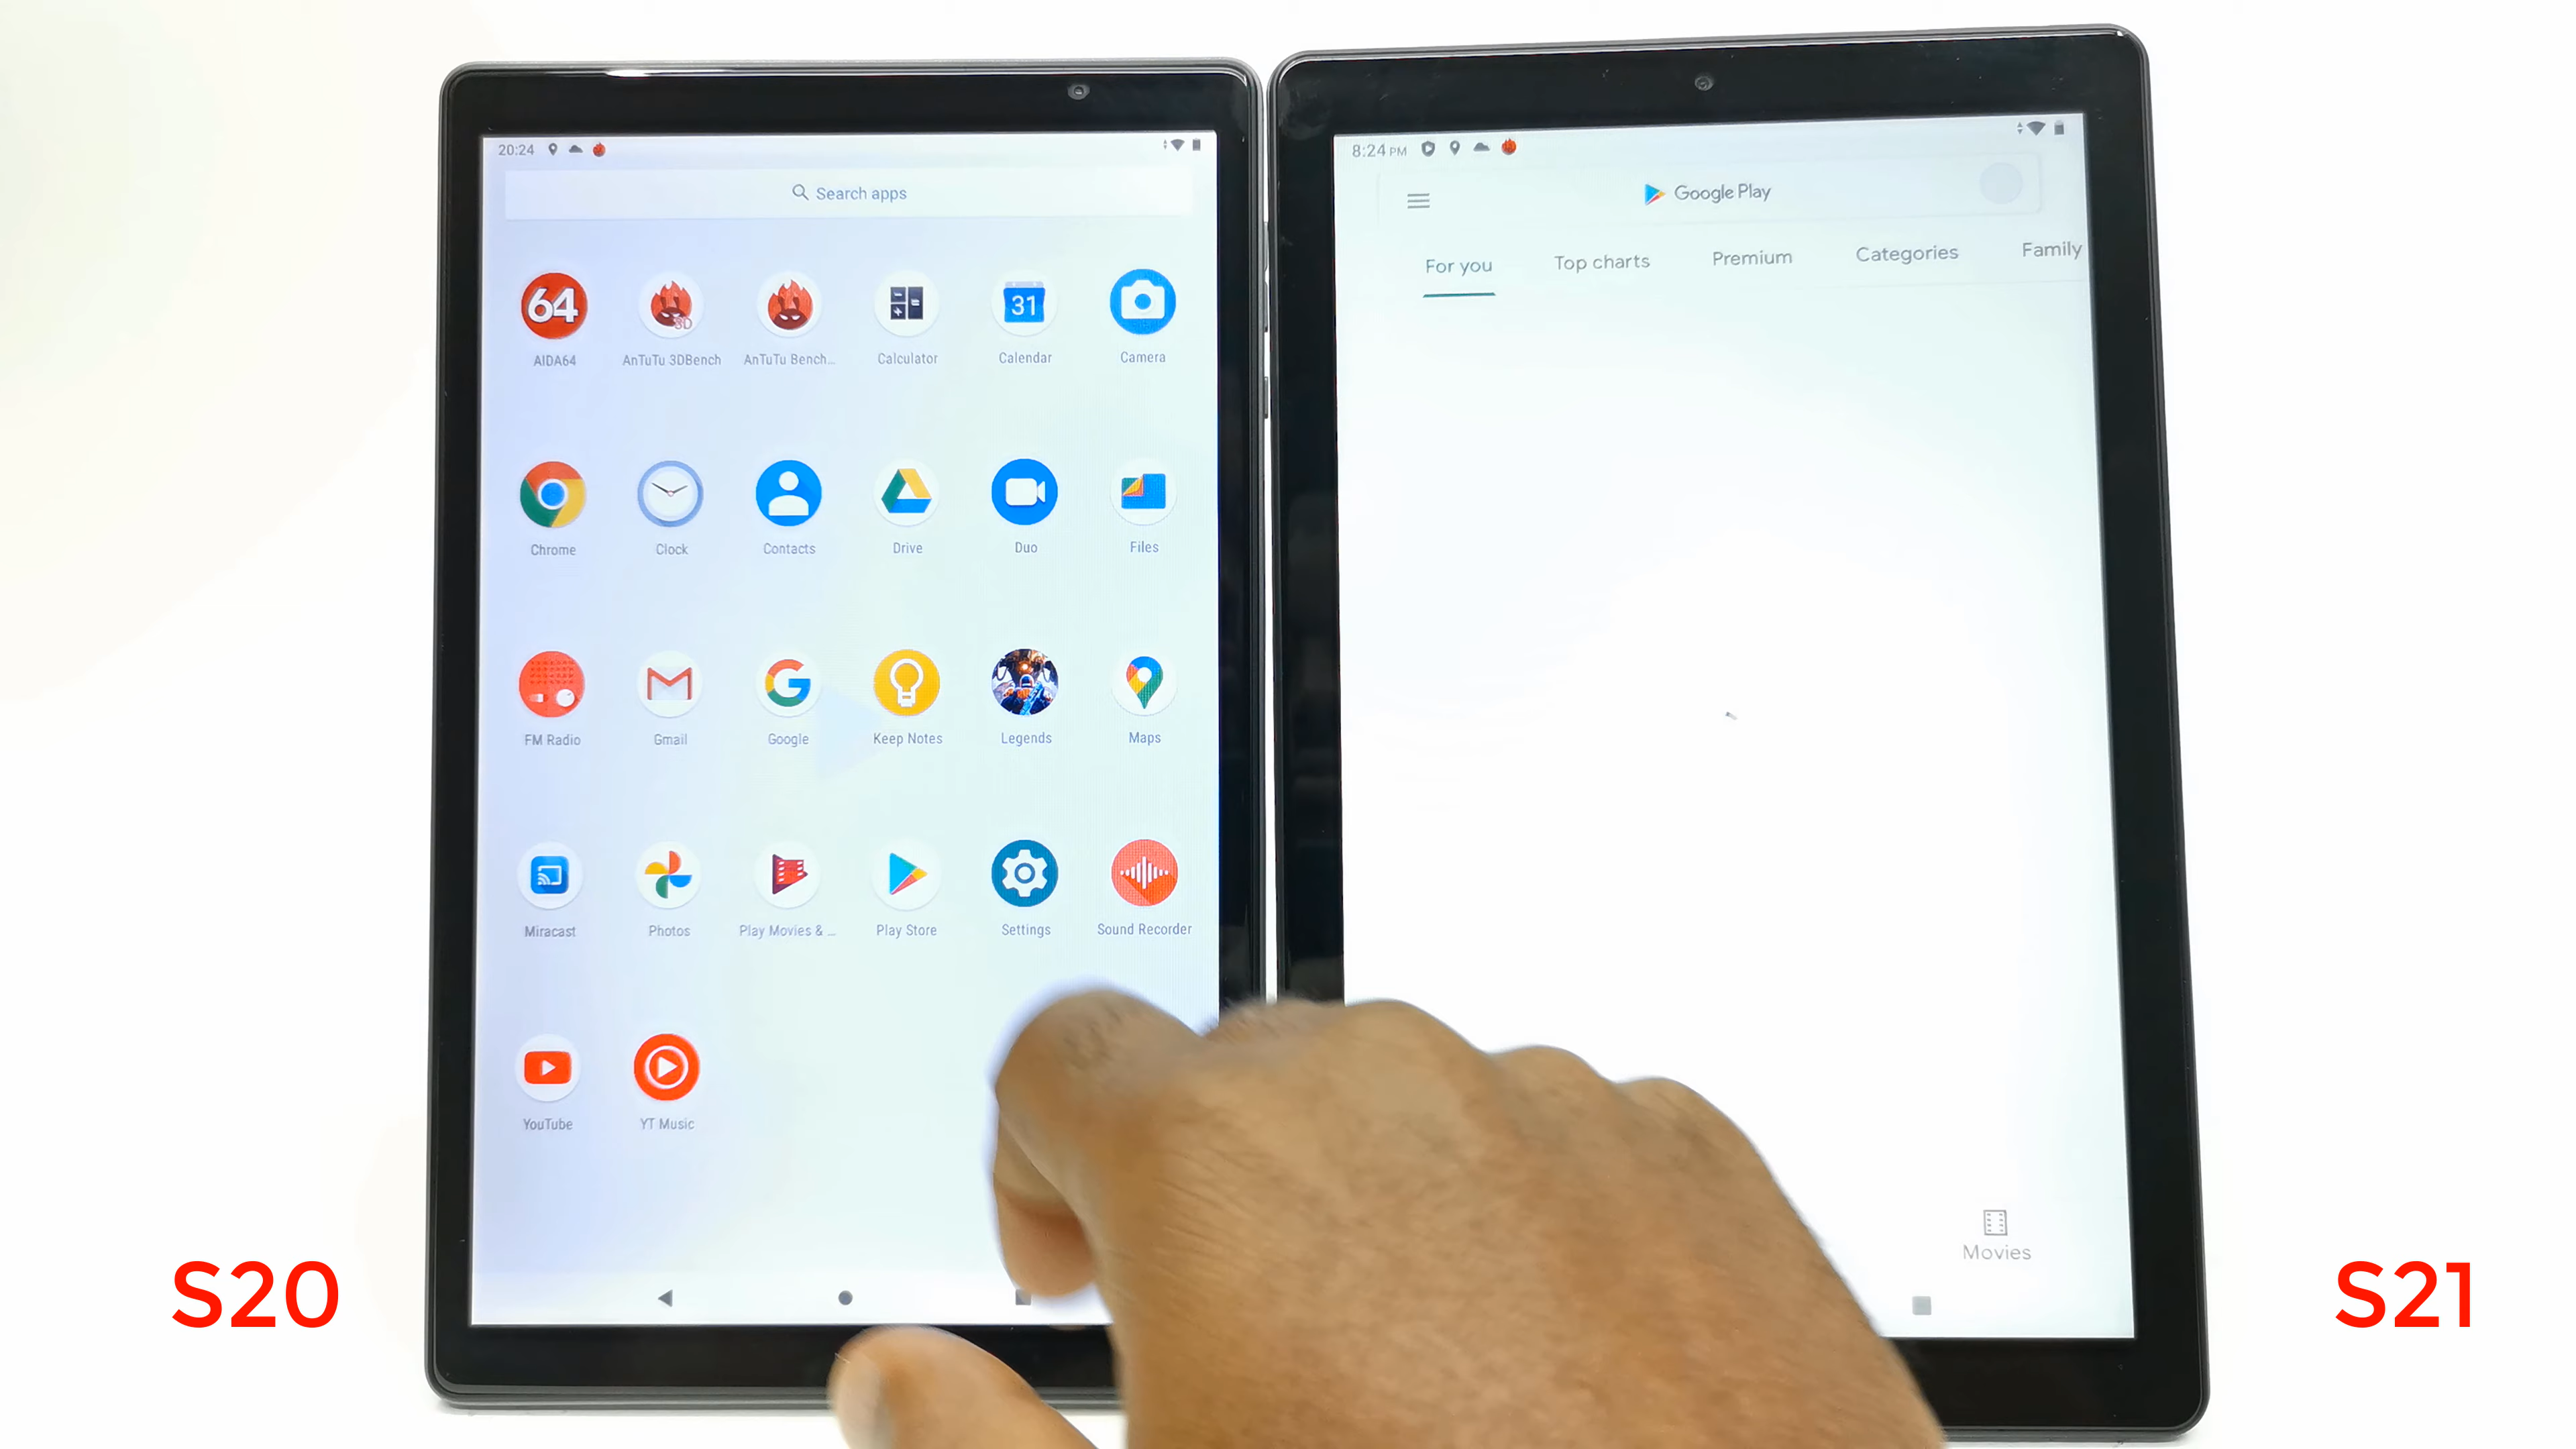 20:24
Search apps
64
3D
31
AIDA64
AnTuTu 3DBench
AnTuTu Bench...
Calculator
Calendar
Camera
Chrome
Clock
Contacts
Drive
Duo
Files
FM Radio
Gmail
Google
Keep Notes
Legends
Maps
Miracast
Photos
Play Movies & ...
Play Store
Settings
Sound Recorder
YouTube
YT Music
8:24 PM
Google Play
For you
Top charts
Premium
Categories
Family
Movies
S20
S21